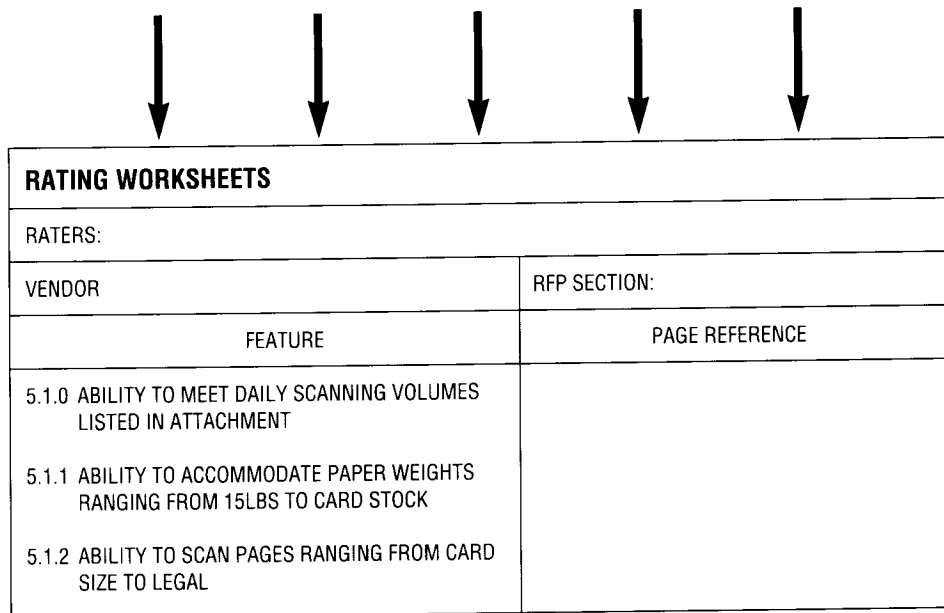 RATING WORKSHEETS
RATERS:
VENDOR
RFP SECTION:
FEATURE
PAGE REFERENCE
5.1.0 ABILITY TO MEET DAILY SCANNING VOLUMES
LISTED IN ATTACHMENT
5.1.1 ABILITY TO ACCOMMODATE PAPER WEIGHTS
RANGING FROM 15LBS TO CARD STOCK
5.1.2 ABILITY TO SCAN PAGES RANGING FROM CARD
SIZE TO LEGAL